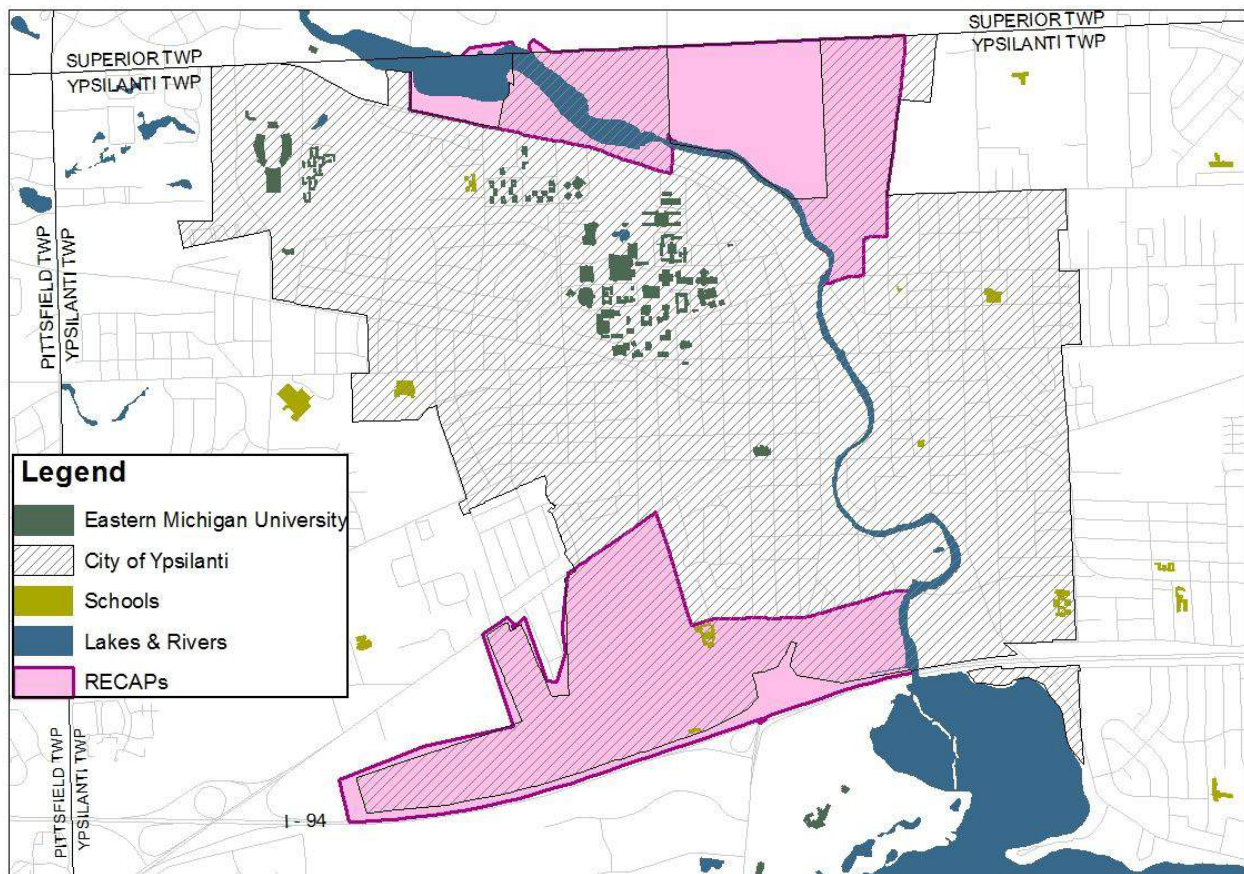 SUPERIOR TWP
YPSILANTI TWP
SUPERIOR TWP
YPSILANTI TWP
PITTSFIELD TWP
YPSILANTI TWP
Legend
Eastern Michigan University
City of Ypsilanti
Schools
Lakes & Rivers
RECAPs
PITTSFIELD TWP
YPSILANTI TWP
I - 94